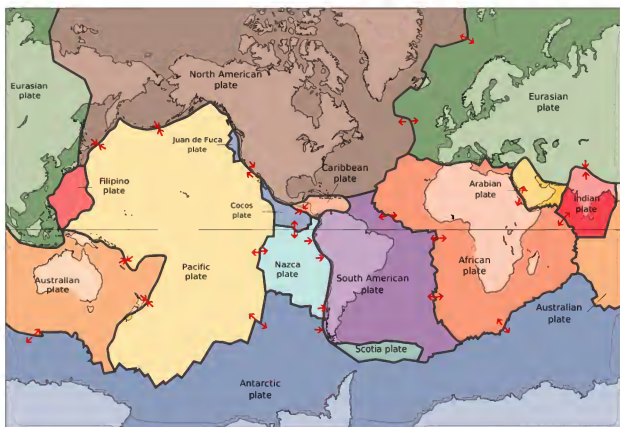 North American
plate
Eurasian
plate
Eurasian
plate
Juan de Fuca
plate
Caribbean
plate
Filipino
plate
Arabian
plate
Indian
plate
Cocos
plate
Pacific
plate
Nazca
plate
South American
plate
African
plate
Australian
plate
Australian
plate
Scotia plate
Antarctic
plate